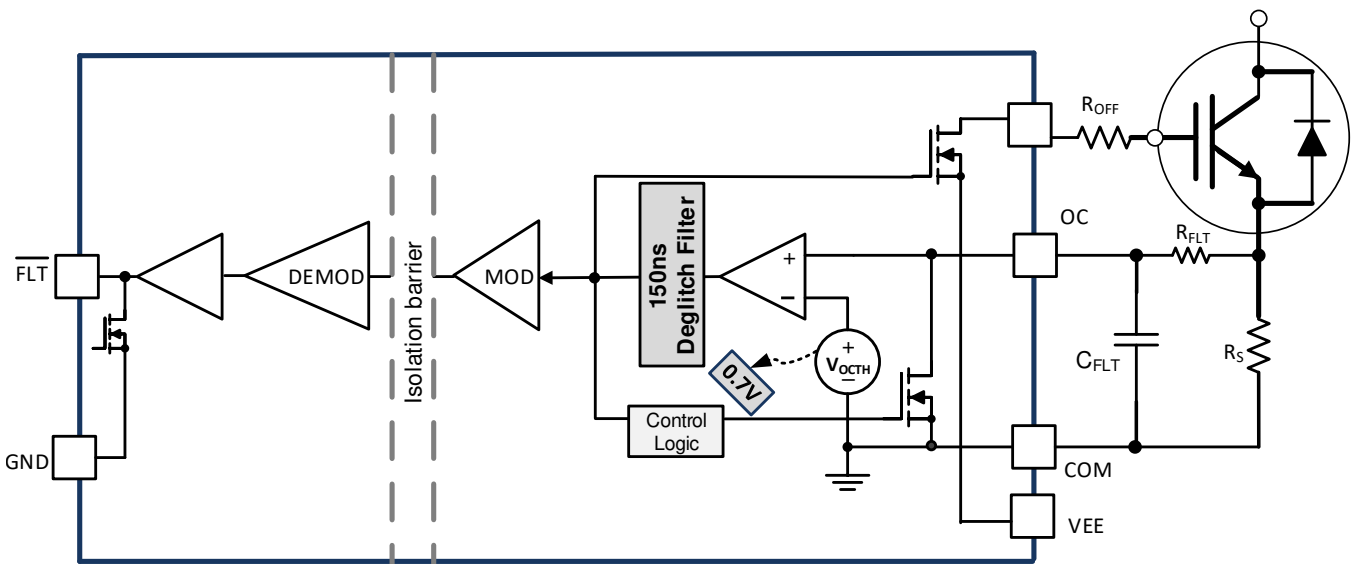 R_OFF
OC
R_FLT
150ns
Deglitch Filter
+
FLT
DEMOD
Isolation barrier
MOD
−
+
V_OCTH
−
0.7V
C_FLT
R_S
Control
Logic
GND
COM
VEE